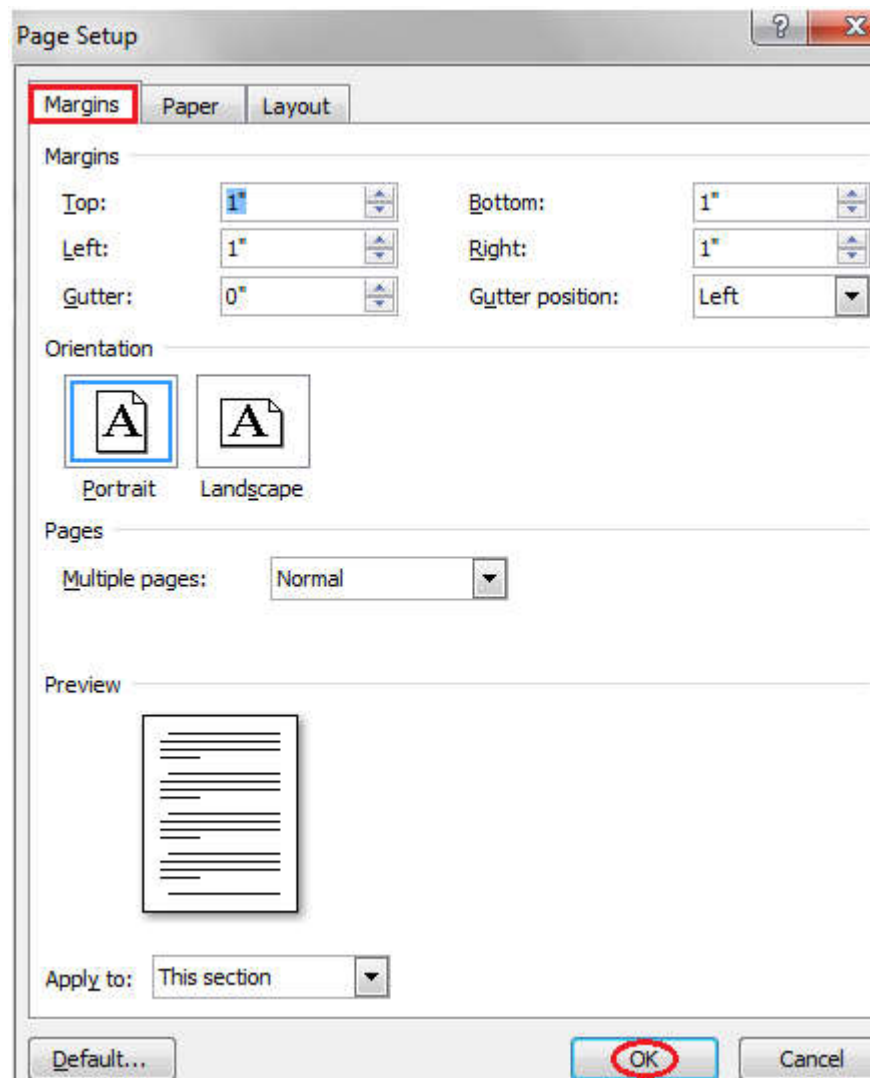 Page Setup
Margins Paper Layout
Margins
Top: 1" Bottom: 1"
Left: 1" Right: 1"
Gutter: 0" Gutter position: Left
Orientation
A A
Portrait Landscape
Pages
Multiple pages: Normal
Preview
Apply to: This section
Default... OK Cancel